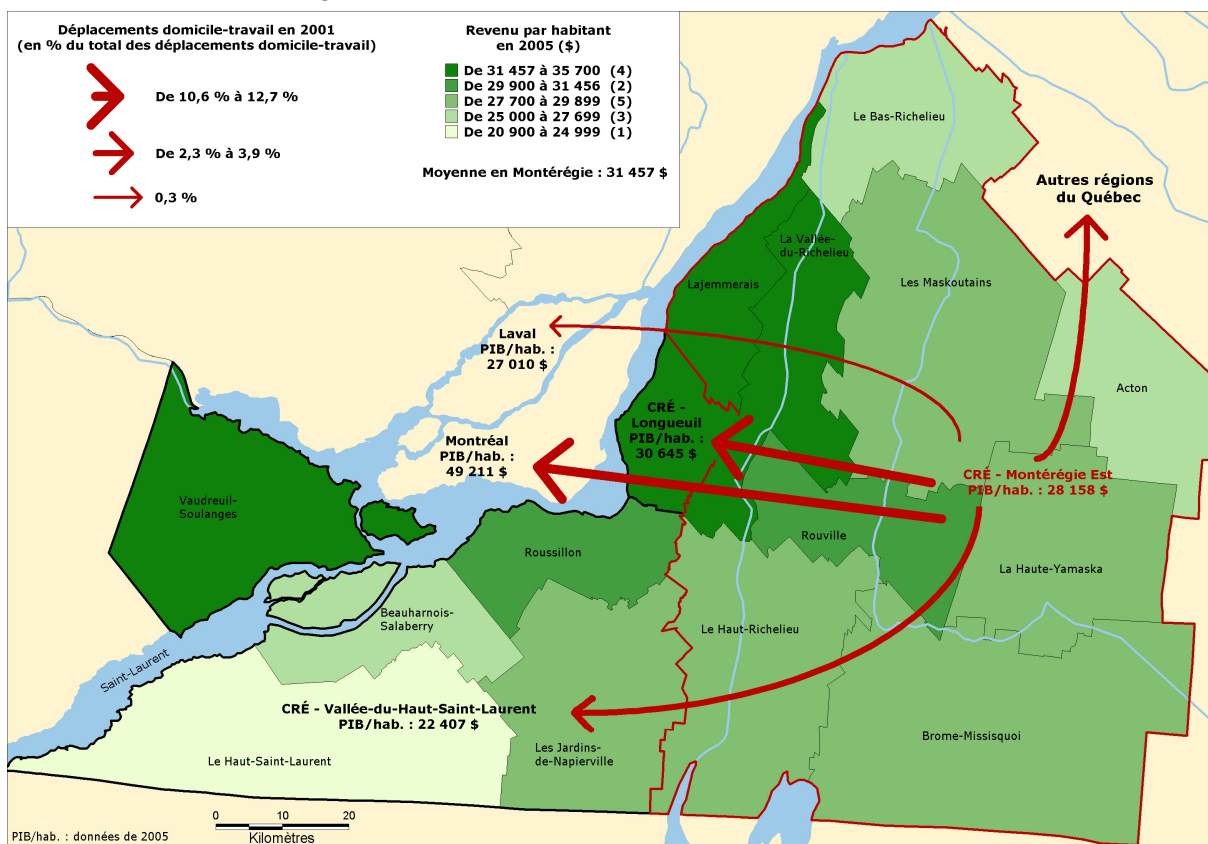 Déplacements domicile-travail en 2001
(en % du total des déplacements domicile-travail)
De 10,6 % à 12,7 %
De 2,3 % à 3,9 %
0,3 %
Revenu par habitant
en 2005 ($)
De 31 457 à 35 700 (4)
De 29 900 à 31 456 (2)
De 27 700 à 29 899 (5)
De 25 000 à 27 699 (3)
De 20 900 à 24 999 (1)
Moyenne en Montérégie : 31 457 $
Le Bas-Richelieu
Autres régions
du Québec
La Vallée-
du-Richelieu
Lajemmerais
Les Maskoutains
Laval
PIB/hab. :
27 010 $
Acton
CRÉ -
Longueuil
PIB/hab. :
30 645 $
Montréal
PIB/hab. :
49 211 $
CRÉ - Montérégie Est
PIB/hab. : 28 158 $
Vaudreuil-
Soulanges
Roussillon
Rouville
La Haute-Yamaska
Beauharnois-
Salaberry
Le Haut-Richelieu
Saint-Laurent
CRÉ - Vallée-du-Haut-Saint-Laurent
PIB/hab. : 22 407 $
Brome-Missisquoi
Les Jardins-
de-Napierville
Le Haut-Saint-Laurent
0 10 20
Kilomètres
PIB/hab. : données de 2005